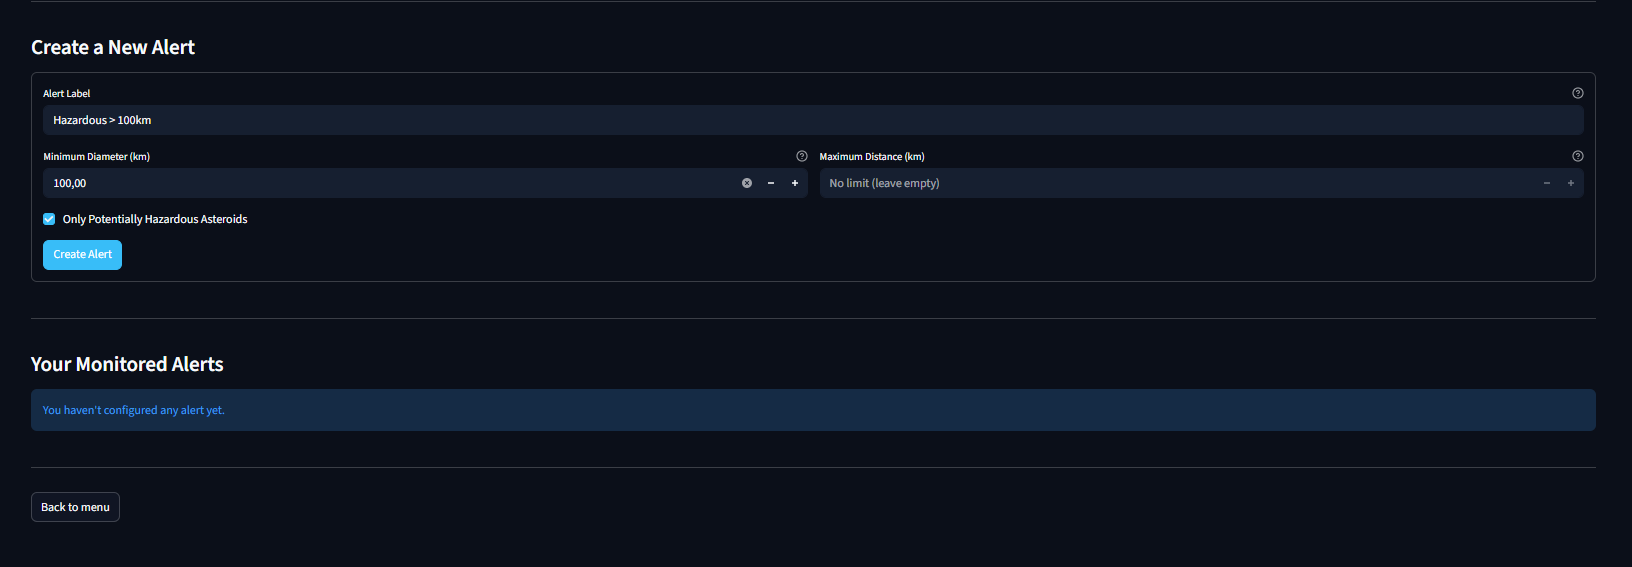 Create a New Alert
Alert Label
Hazardous > 100km
Minimum Diameter (km)
Maximum Distance (km)
100,00
No limit (leave empty)
Only Potentially Hazardous Asteroids
Create Alert
Your Monitored Alerts
You haven't configured any alert yet.
Back to menu